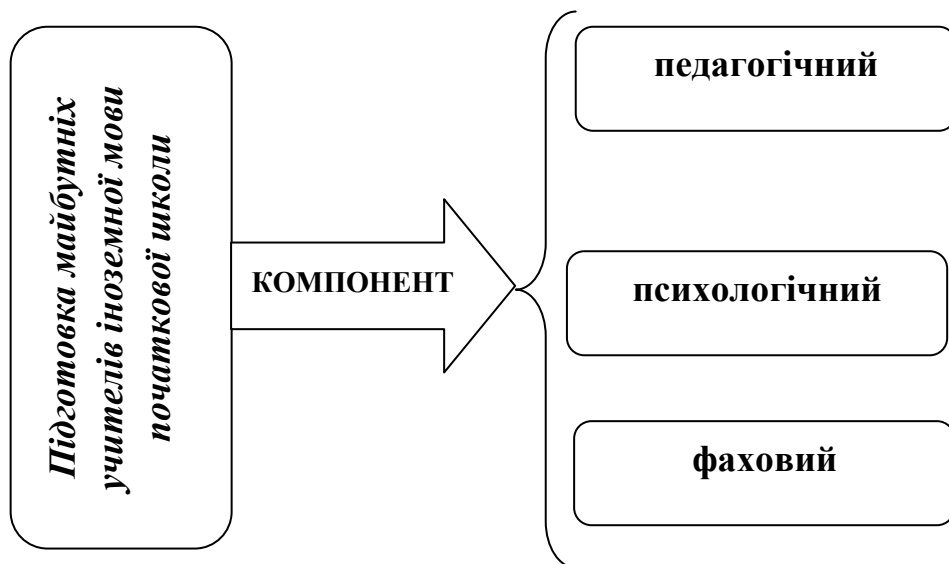 Підготовка майбутніх
учителів іноземної мови
початкової школи
КОМПОНЕНТ
педагогічний
психологічний
фаховий